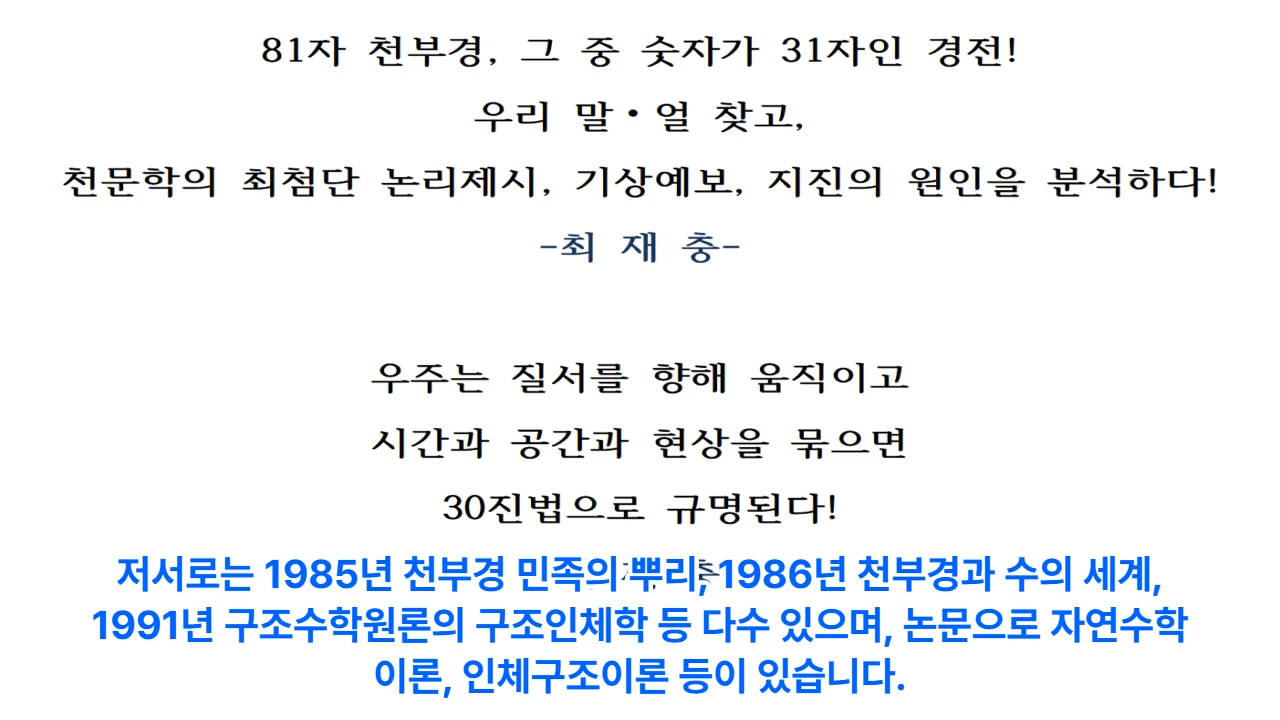 81자 천부경, 그 중 숫자가 31자인 경전!
우리 말·얼 찾고,
천문학의 최첨단 논리제시, 기상예보, 지진의 원인을 분석하다!
-최 재 충-
우주는 질서를 향해 움직이고
시간과 공간과 현상을 묶으면
30진법으로 규명된다!
저서로는 1985년 천부경 민족의 뿌리, 1986년 천부경과 수의 세계,
1991년 구조수학원론의 구조인체학 등 다수 있으며, 논문으로 자연수학
이론, 인체구조이론 등이 있습니다.